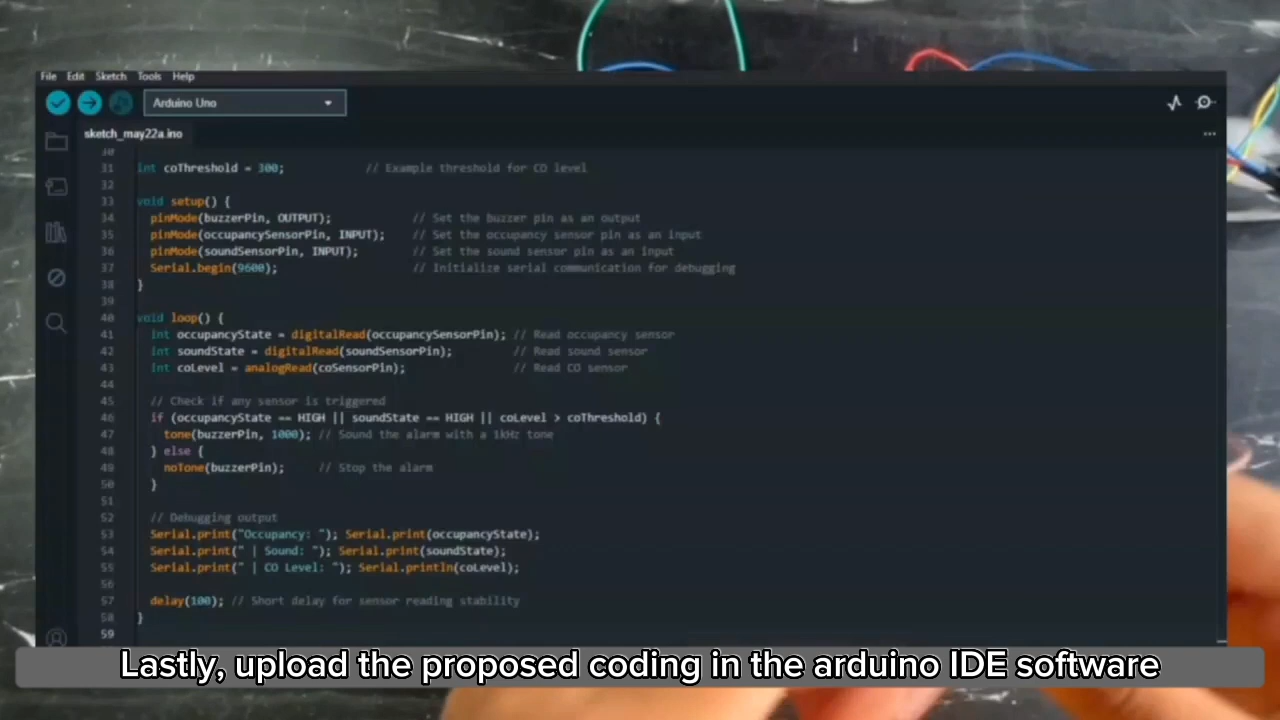 File Edit Sketch Tools Help
Arduino Uno
sketch_may22a.ino
30
31 int coThreshold = 300; // Example threshold for CO level
32
33 void setup() {
34 pinMode(buzzerPin, OUTPUT); // Set the buzzer pin as an output
35 pinMode(occupancySensorPin, INPUT); // Set the occupancy sensor pin as an input
36 pinMode(soundSensorPin, INPUT); // Set the sound sensor pin as an input
37 Serial.begin(9600); // Initialize serial communication for debugging
38 }
39
40 void loop() {
41 int occupancyState = digitalRead(occupancySensorPin); // Read occupancy sensor
42 int soundState = digitalRead(soundSensorPin); // Read sound sensor
43 int coLevel = analogRead(coSensorPin); // Read CO sensor
44
45 // Check if any sensor is triggered
46 if (occupancyState == HIGH || soundState == HIGH || coLevel > coThreshold) {
47 tone(buzzerPin, 1000); // Sound the alarm with a 1kHz tone
48 } else {
49 noTone(buzzerPin); // Stop the alarm
50 }
51
52 // Debugging output
53 Serial.print("Occupancy: "); Serial.print(occupancyState);
54 Serial.print(" | Sound: "); Serial.print(soundState);
55 Serial.print(" | CO Level: "); Serial.println(coLevel);
56
57 delay(100); // Short delay for sensor reading stability
58 }
59
Lastly, upload the proposed coding in the arduino IDE software